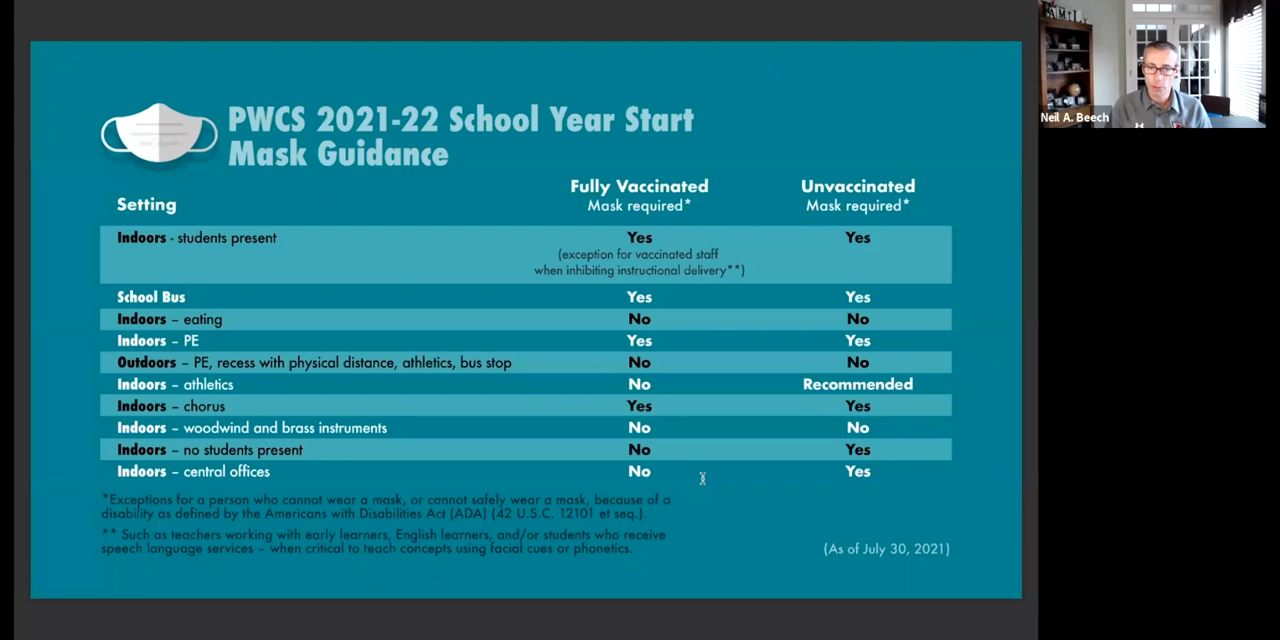 FAMILY
Neil A. Beech
PWCS 2021-22 School Year Start
Mask Guidance
Fully Vaccinated
Unvaccinated
Setting
Mask required*
Mask required*
Indoors - students present
Yes
Yes
(exception for vaccinated staff
when inhibiting instructional delivery**)
School Bus
Yes
Yes
Indoors – eating
No
No
Indoors – PE
Yes
Yes
Outdoors – PE, recess with physical distance, athletics, bus stop
No
No
Indoors – athletics
No
Recommended
Indoors – chorus
Yes
Yes
Indoors – woodwind and brass instruments
No
No
Indoors – no students present
No
Yes
Indoors – central offices
No
Yes
*Exceptions for a person who cannot wear a mask, or cannot safely wear a mask, because of a
disability as defined by the Americans with Disabilities Act (ADA) (42 U.S.C. 12101 et seq.).
** Such as teachers working with early learners, English learners, and/or students who receive
speech language services – when critical to teach concepts using facial cues or phonetics.
(As of July 30, 2021)